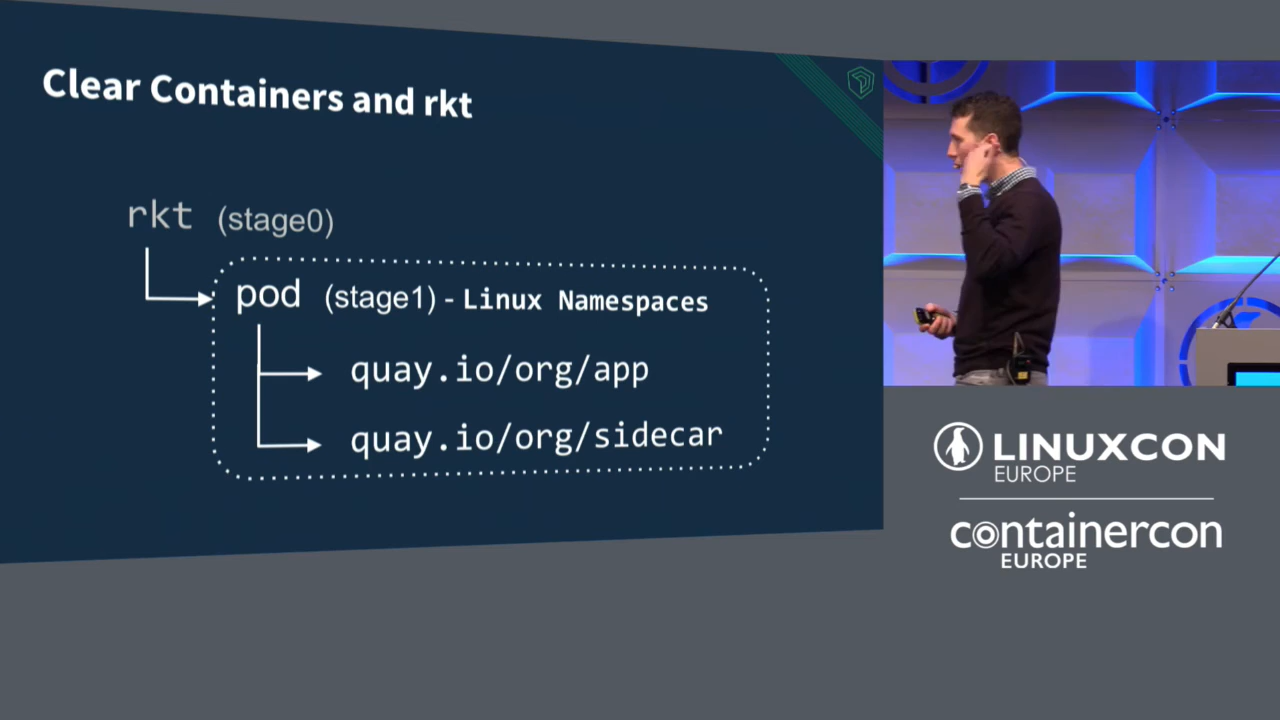 Clear Containers and rkt
rkt (stage0)
pod (stage1) - Linux Namespaces
quay.io/org/app
quay.io/org/sidecar
LINUXCON
EUROPE
containercon
EUROPE